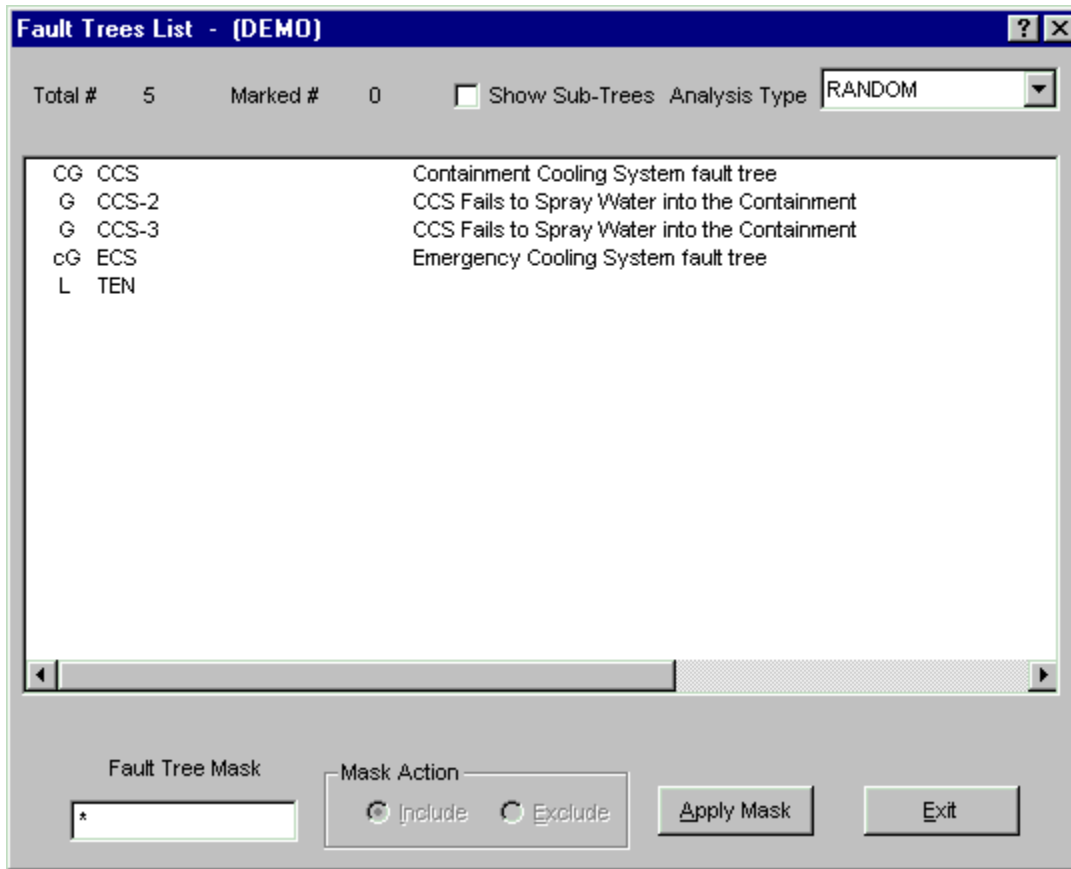 Fault Trees List - (DEMO)
Total # 5 Marked # 0 Show Sub-Trees Analysis Type RANDOM
CG CCS Containment Cooling System fault tree
G CCS-2 CCS Fails to Spray Water into the Containment
G CCS-3 CCS Fails to Spray Water into the Containment
cG ECS Emergency Cooling System fault tree
L TEN
Fault Tree Mask
*
Mask Action
Include Exclude
Apply Mask
Exit